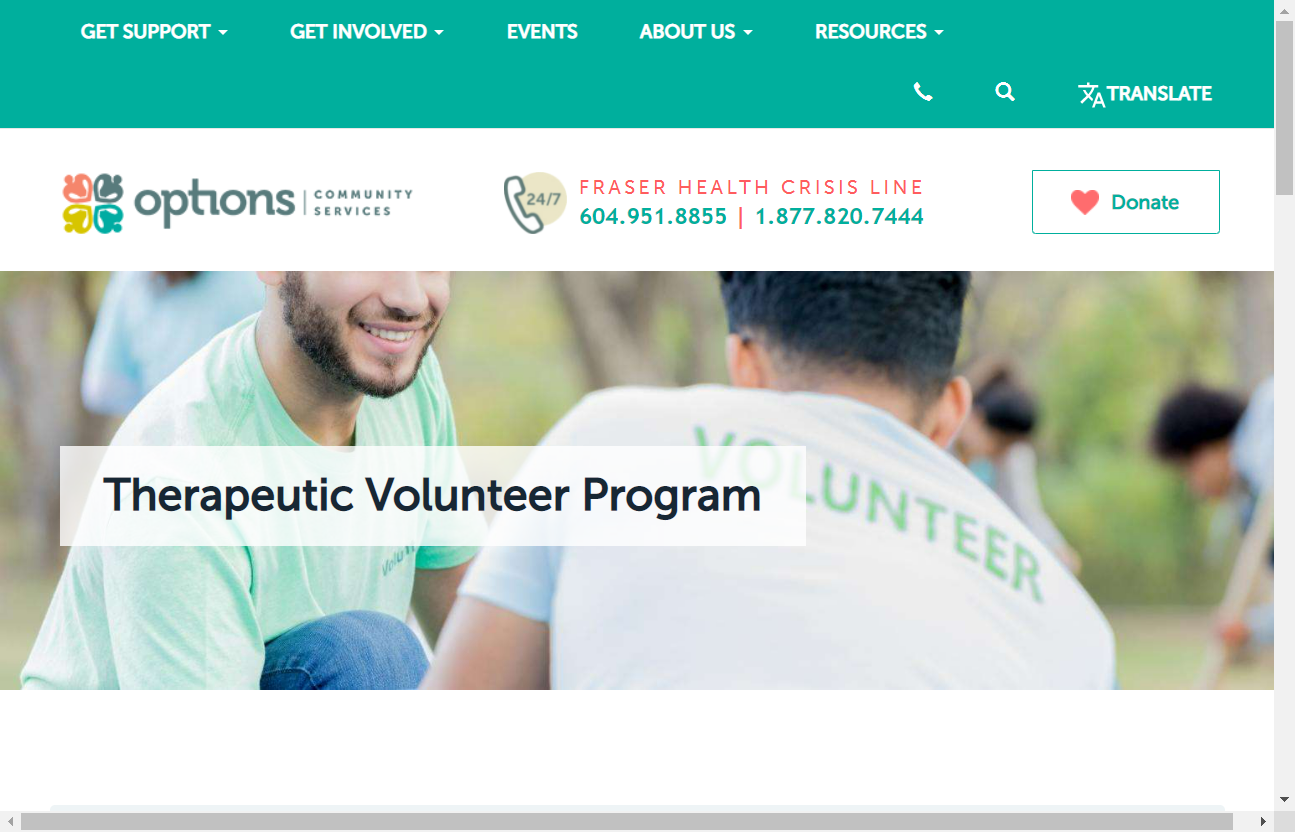 GET SUPPORT
GET INVOLVED
EVENTS
ABOUT US
RESOURCES
TRANSLATE
options COMMUNITY SERVICES
24/7
FRASER HEALTH CRISIS LINE
604.951.8855 | 1.877.820.7444
Donate
VOLUNTEER
Therapeutic Volunteer Program
Volunt